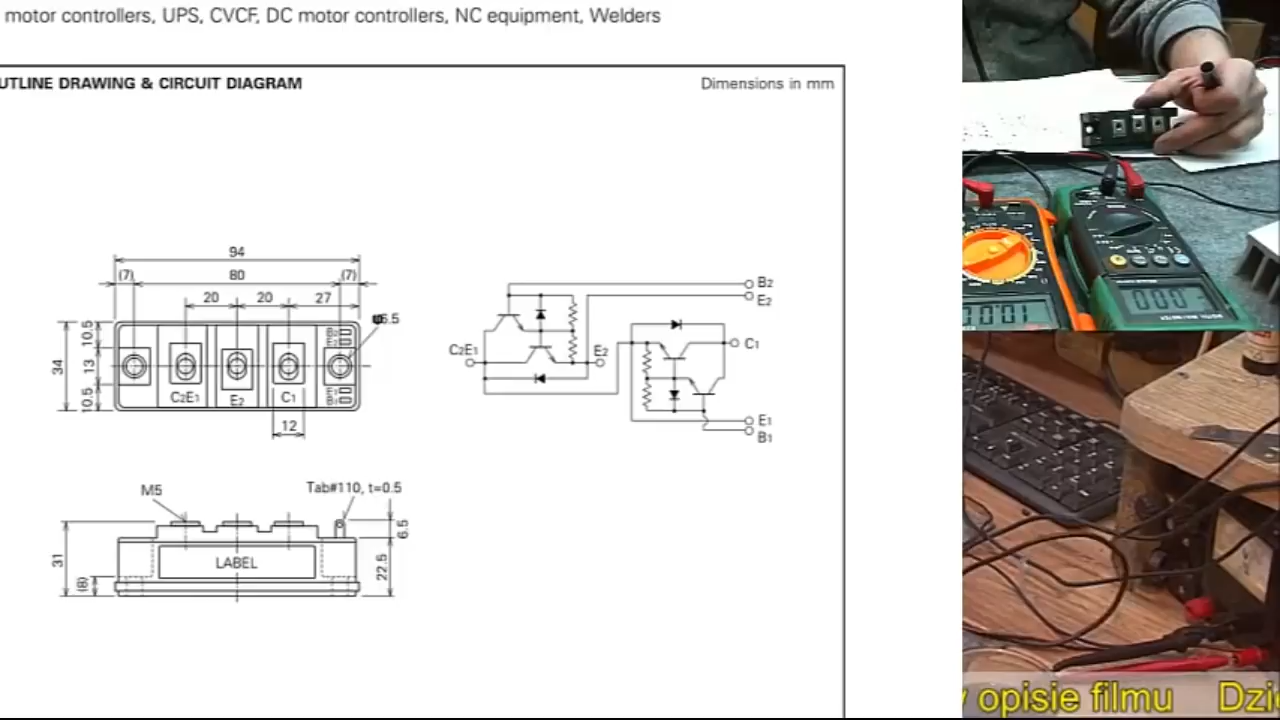 motor controllers, UPS, CVCF, DC motor controllers, NC equipment, Welders
UTLINE DRAWING & CIRCUIT DIAGRAM
Dimensions in mm
94
(7)
80
(7)
20
20
27
6.5
34
10.5
13
10.5
C2E1
E2
C1
12
B2
E2
C2E1
E2
C1
E1
B1
M5
Tab#110, t=0.5
31
(8)
LABEL
6.5
22.5
opisie filmu